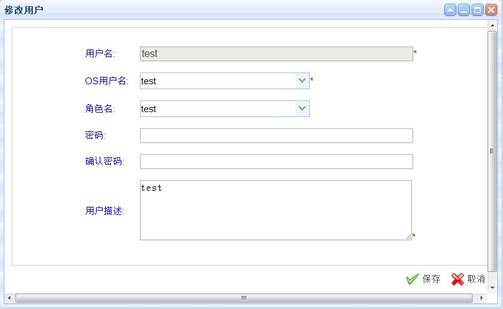 修改用户
用户名: test*
OS用户名: test*
角色名: test
密码:
确认密码:
用户描述: test*
保存 取消